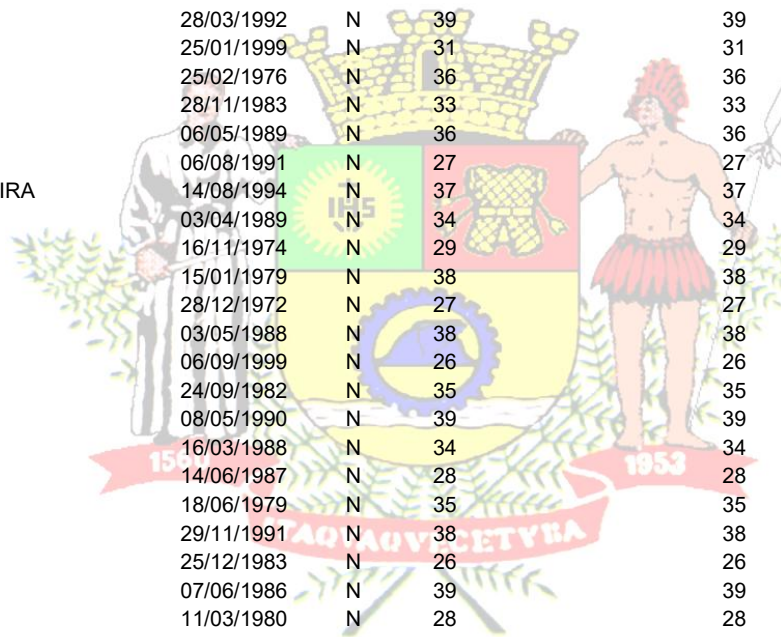 28/03/1992 N 39 39
25/01/1999 N 31 31
25/02/1976 N 36 36
28/11/1983 N 33 33
06/05/1989 N 36 36
06/08/1991 N 27 27
IRA 14/08/1994 N 37 37
03/04/1989 N 34 34
16/11/1974 N 29 29
15/01/1979 N 38 38
28/12/1972 N 27 27
03/05/1988 N 38 38
06/09/1999 N 26 26
24/09/1982 N 35 35
08/05/1990 N 39 39
16/03/1988 N 34 34
14/06/1987 N 28 28
18/06/1979 N 35 35
29/11/1991 N 38 38
25/12/1983 N 26 26
07/06/1986 N 39 39
11/03/1980 N 28 28
IHS
1560
1953
ITAQVAQVECETVBA